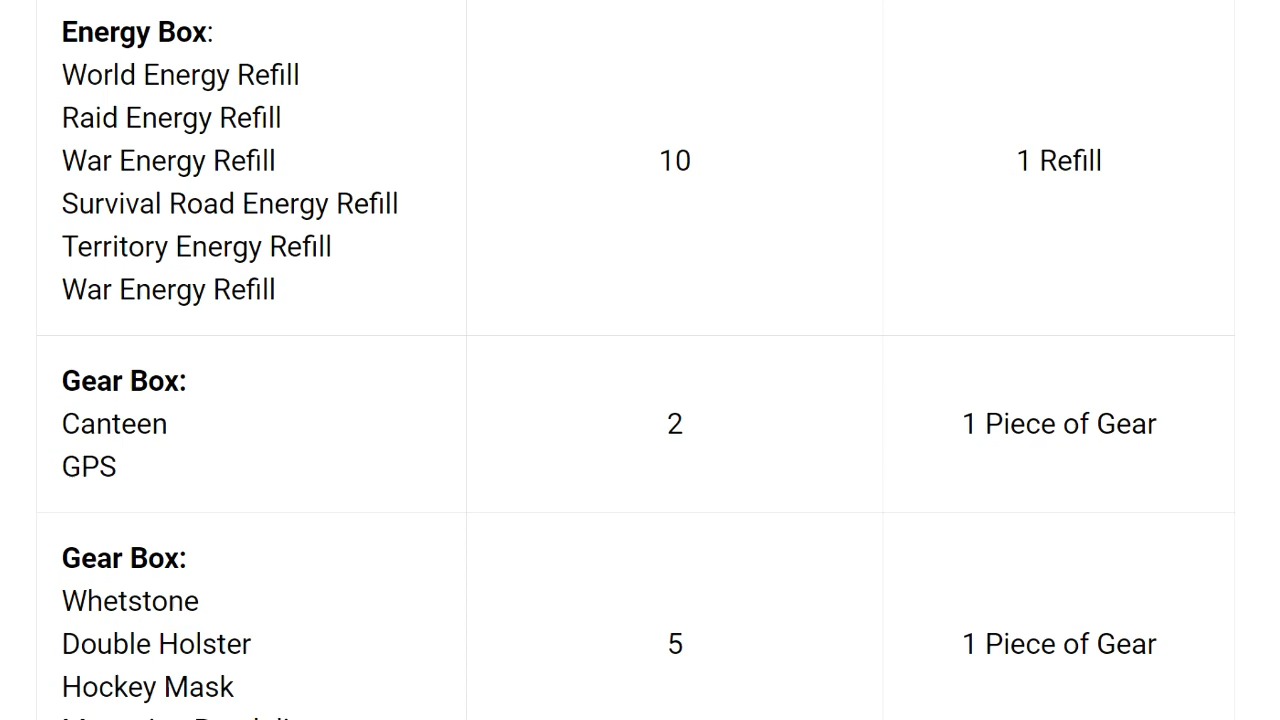 Energy Box:
World Energy Refill
Raid Energy Refill
War Energy Refill
Survival Road Energy Refill
Territory Energy Refill
War Energy Refill
10
1 Refill
Gear Box:
Canteen
GPS
2
1 Piece of Gear
Gear Box:
Whetstone
Double Holster
Hockey Mask
5
1 Piece of Gear